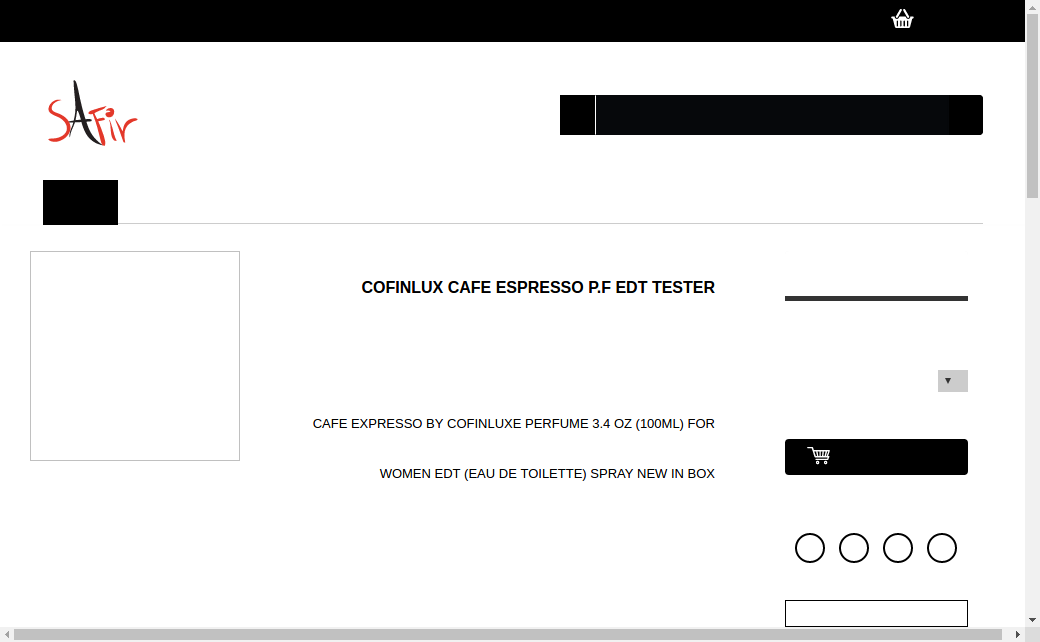 SAFir
COFINLUX CAFE ESPRESSO P.F EDT TESTER
CAFE EXPRESSO BY COFINLUXE PERFUME 3.4 OZ (100ML) FOR
WOMEN EDT (EAU DE TOILETTE) SPRAY NEW IN BOX